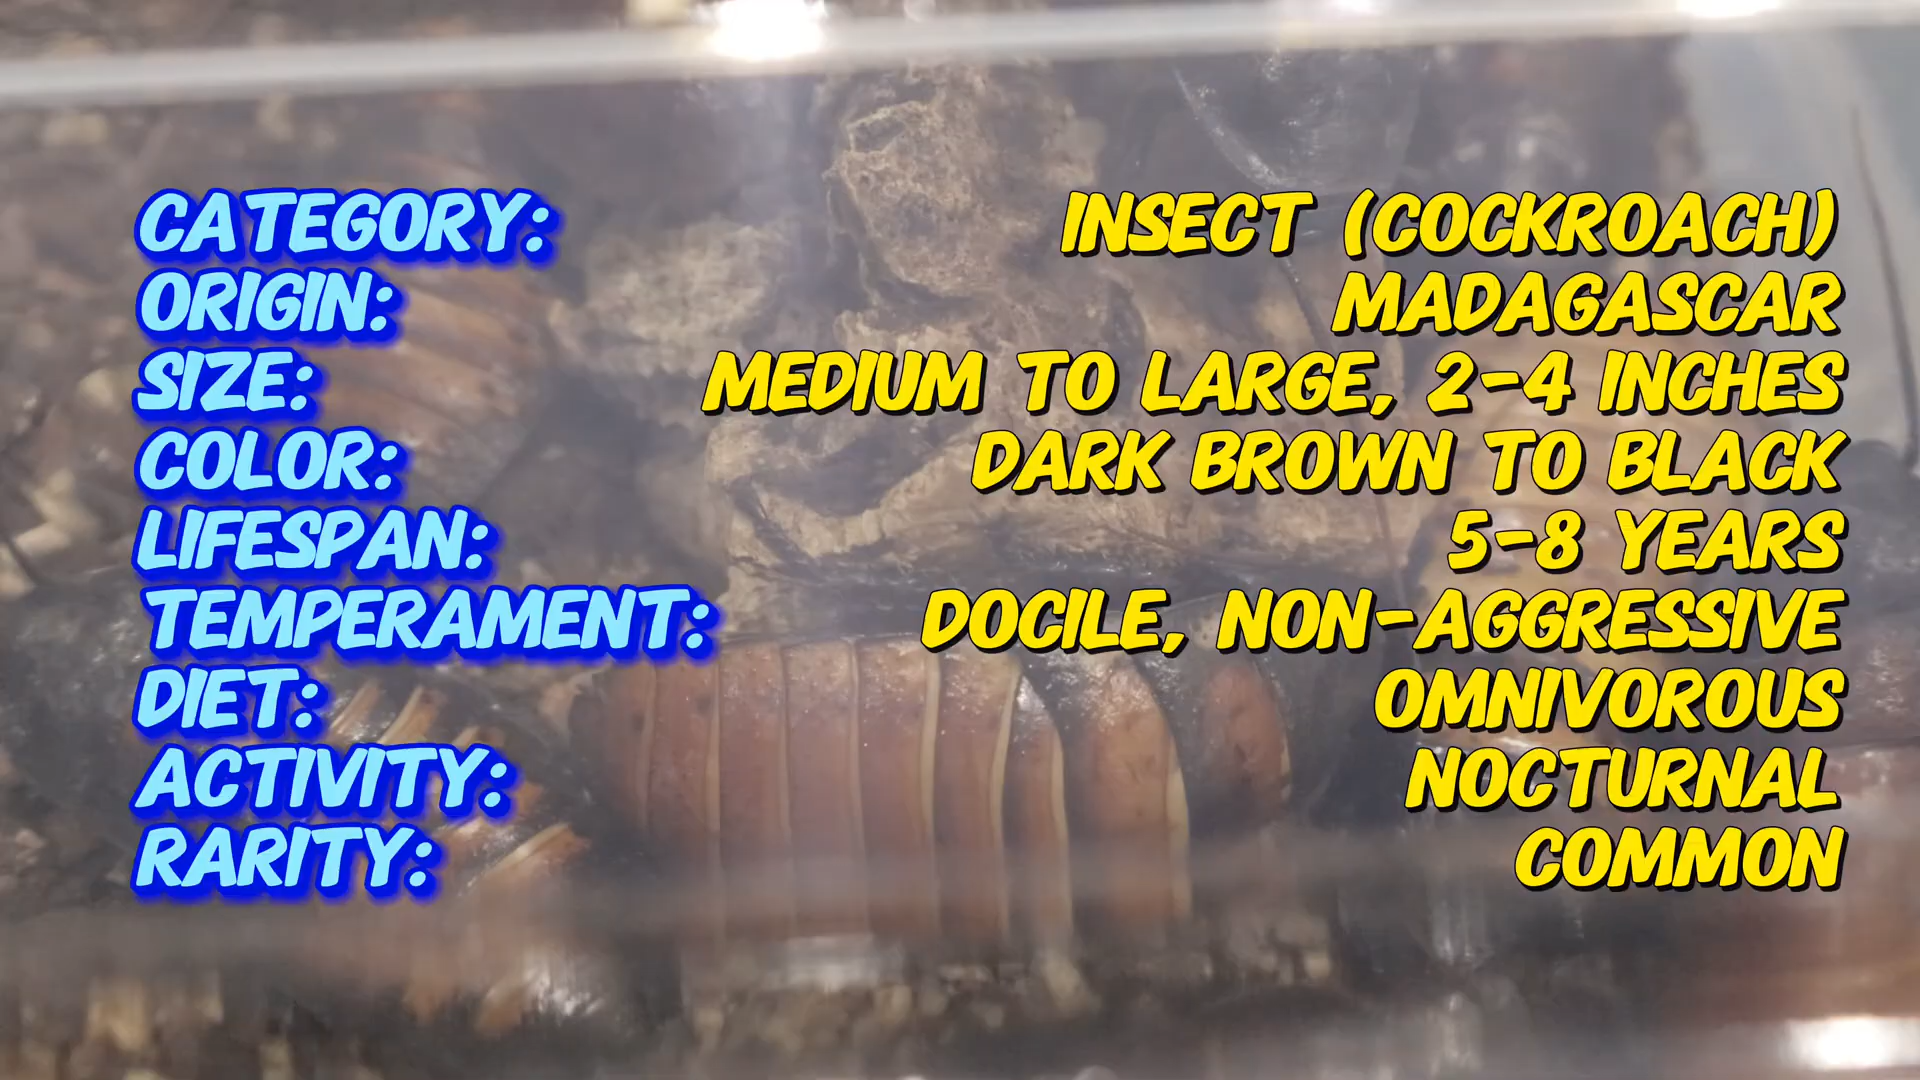 CATEGORY: INSECT (COCKROACH)
ORIGIN: MADAGASCAR
SIZE: MEDIUM TO LARGE, 2-4 INCHES
COLOR: DARK BROWN TO BLACK
LIFESPAN: 5-8 YEARS
TEMPERAMENT: DOCILE, NON-AGGRESSIVE
DIET: OMNIVOROUS
ACTIVITY: NOCTURNAL
RARITY: COMMON